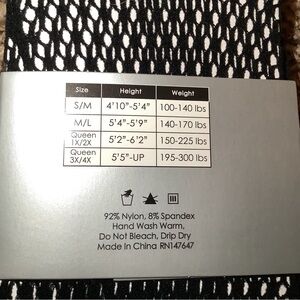 Size Height Weight
S/M 4'10"-5'4" 100-140 lbs
M/L 5'4"-5'9" 140-170 lbs
Queen 1X/2X 5'2"-6'2" 150-225 lbs
Queen 3X/4X 5'5"-UP 195-300 lbs
92% Nylon, 8% Spandex
Hand Wash Warm,
Do Not Bleach, Drip Dry
Made in China RN147647